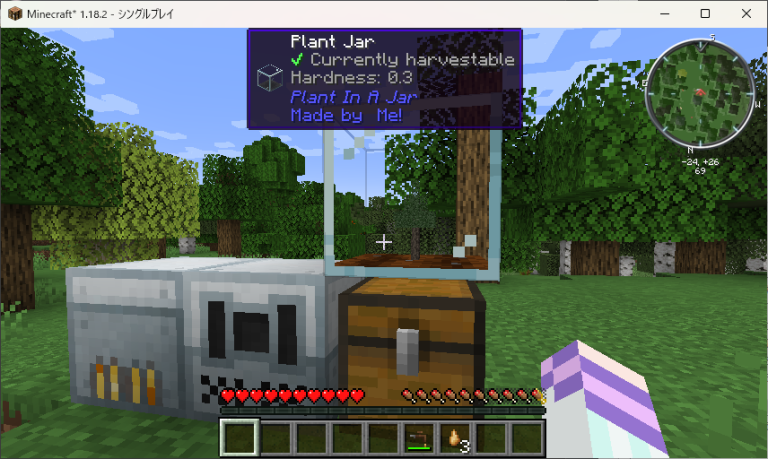 Minecraft* 1.18.2 - シングルプレイ
Plant Jar
✓ Currently harvestable
Hardness: 0.3
Plant In A Jar
Made by Me!
S
W
N
-24, +26
69
3